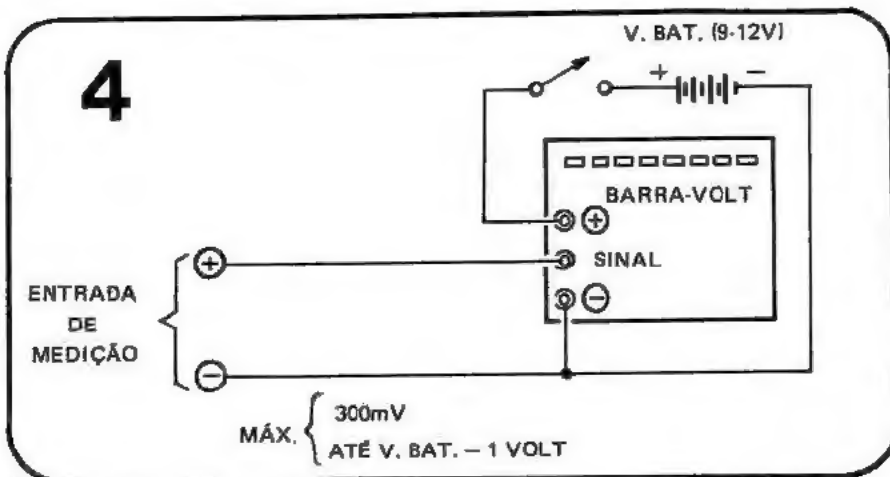 4
V. BAT. (9-12V)
+ -
BARRA-VOLT
+
SINAL
-
ENTRADA
DE
MEDIÇÃO
+
-
MÁX.
300mV
ATÉ V. BAT. – 1 VOLT